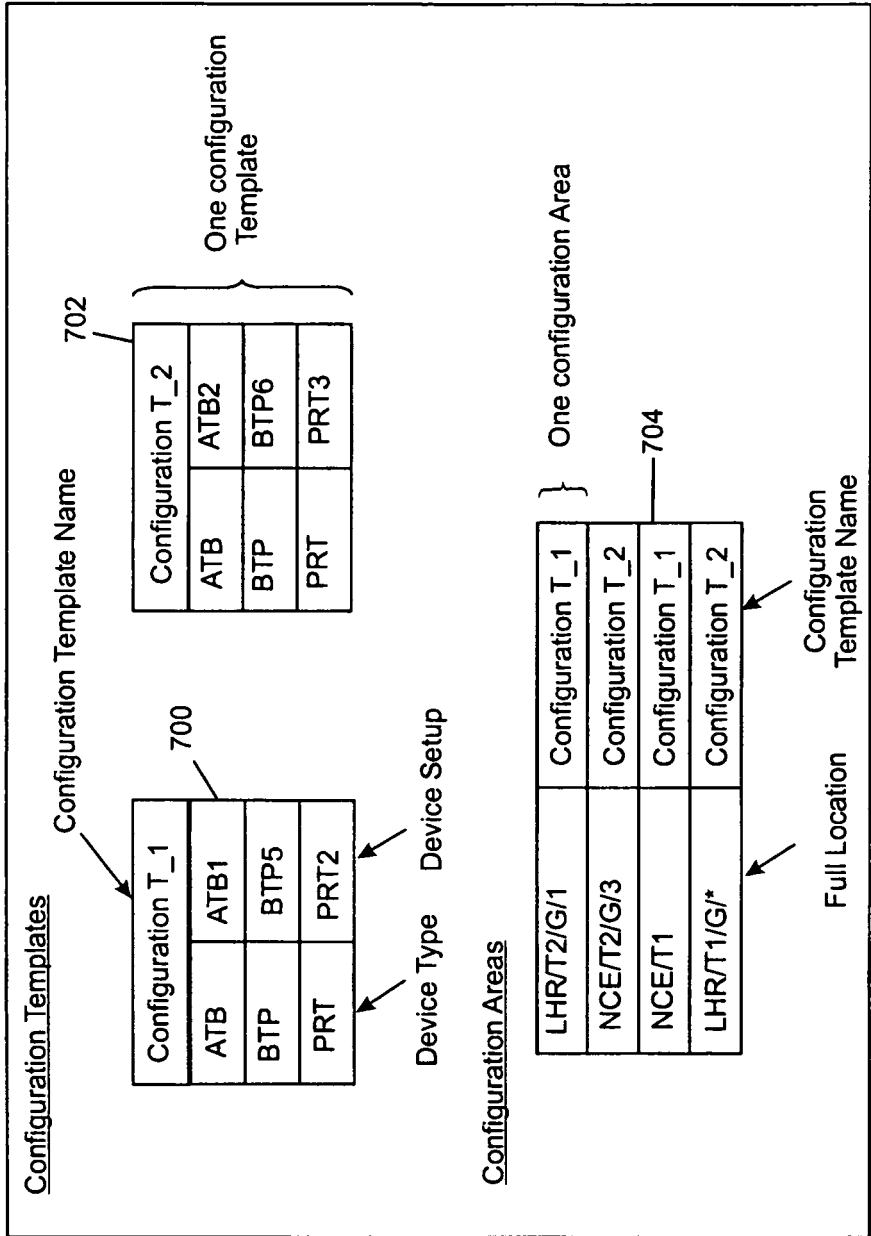 Configuration Templates
Configuration Template Name
700
Configuration T_1
ATB ATB1
BTP BTP5
PRT PRT2
Device Type
Device Setup
702
Configuration T_2
ATB ATB2
BTP BTP6
PRT PRT3
One configuration
Template
Configuration Areas
LHR/T2/G/1 Configuration T_1
NCE/T2/G/3 Configuration T_2
NCE/T1 Configuration T_1
LHR/T1/G/* Configuration T_2
One configuration Area
704
Full Location
Configuration
Template Name